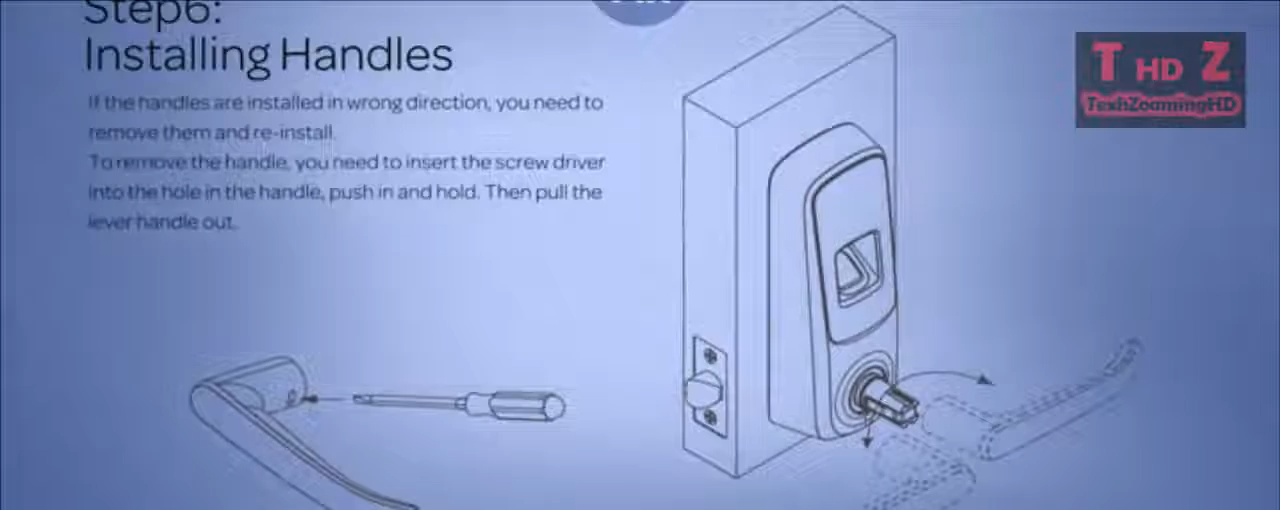 Step6:
Installing Handles
If the handles are installed in wrong direction, you need to
remove them and re-install.
To remove the handle, you need to insert the screw driver
into the hole in the handle, push in and hold. Then pull the
lever handle out.
T HD Z
TexhZoamingHD